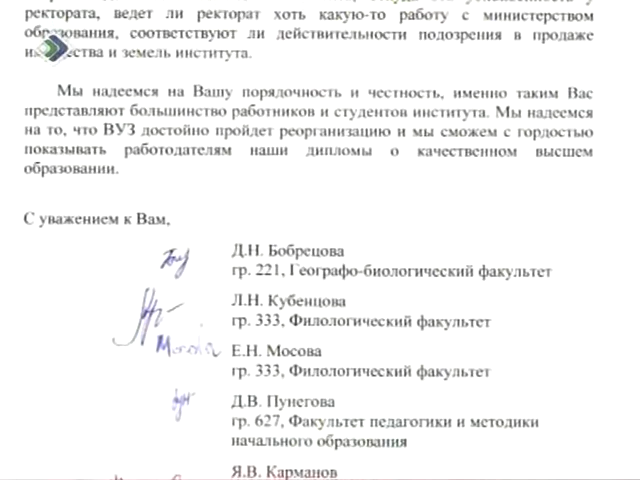 ректората, ведет ли ректорат хоть какую-то работу с министерством
образования, соответствуют ли действительности подозрения в продаже
имущества и земель института.
Мы надеемся на Вашу порядочность и честность, именно таким Вас
представляют большинство работников и студентов института. Мы надеемся
на то, что ВУЗ достойно пройдет реорганизацию и мы сможем с гордостью
показывать работодателям наши дипломы о качественном высшем
образовании.
С уважением к Вам,
Д.Н. Бобрецова
гр. 221, Географо-биологический факультет
Л.Н. Кубенцова
гр. 333, Филологический факультет
Е.Н. Мосова
гр. 333, Филологический факультет
Д.В. Пунегова
гр. 627, Факультет педагогики и методики
начального образования
Я.В. Карманов